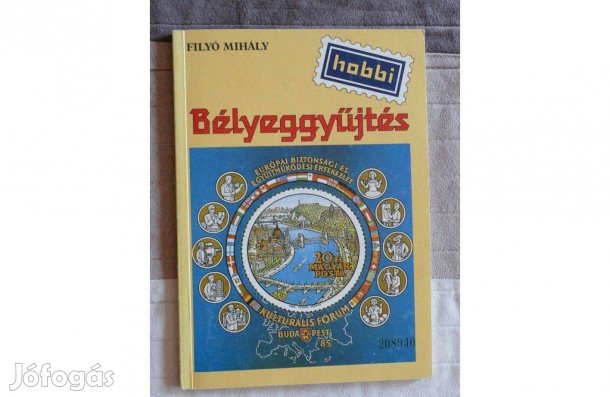 FILYÓ MIHÁLY
hobbi
Bélyeggyűjtés
EURÓPAI BIZTONSÁGI ÉS
EGYÜTTMŰKÖDÉSI ÉRTEKEZLET
20 Ft
MAGYAR
POSTA
KULTURÁLIS FÓRUM
BUDAPEST
'85
208940
Jófogás